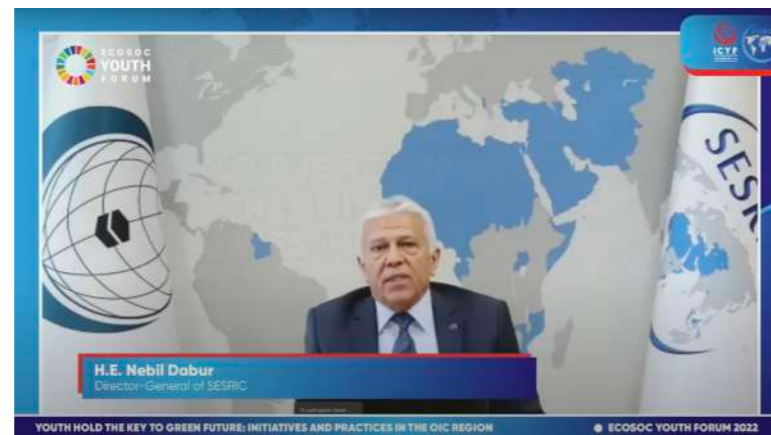 ECOSOC
YOUTH
FORUM
ICYF
SESRIC
H.E. Nebil Dabur
Director-General of SESRIC
YOUTH HOLD THE KEY TO GREEN FUTURE: INITIATIVES AND PRACTICES IN THE OIC REGION
ECOSOC YOUTH FORUM 2022